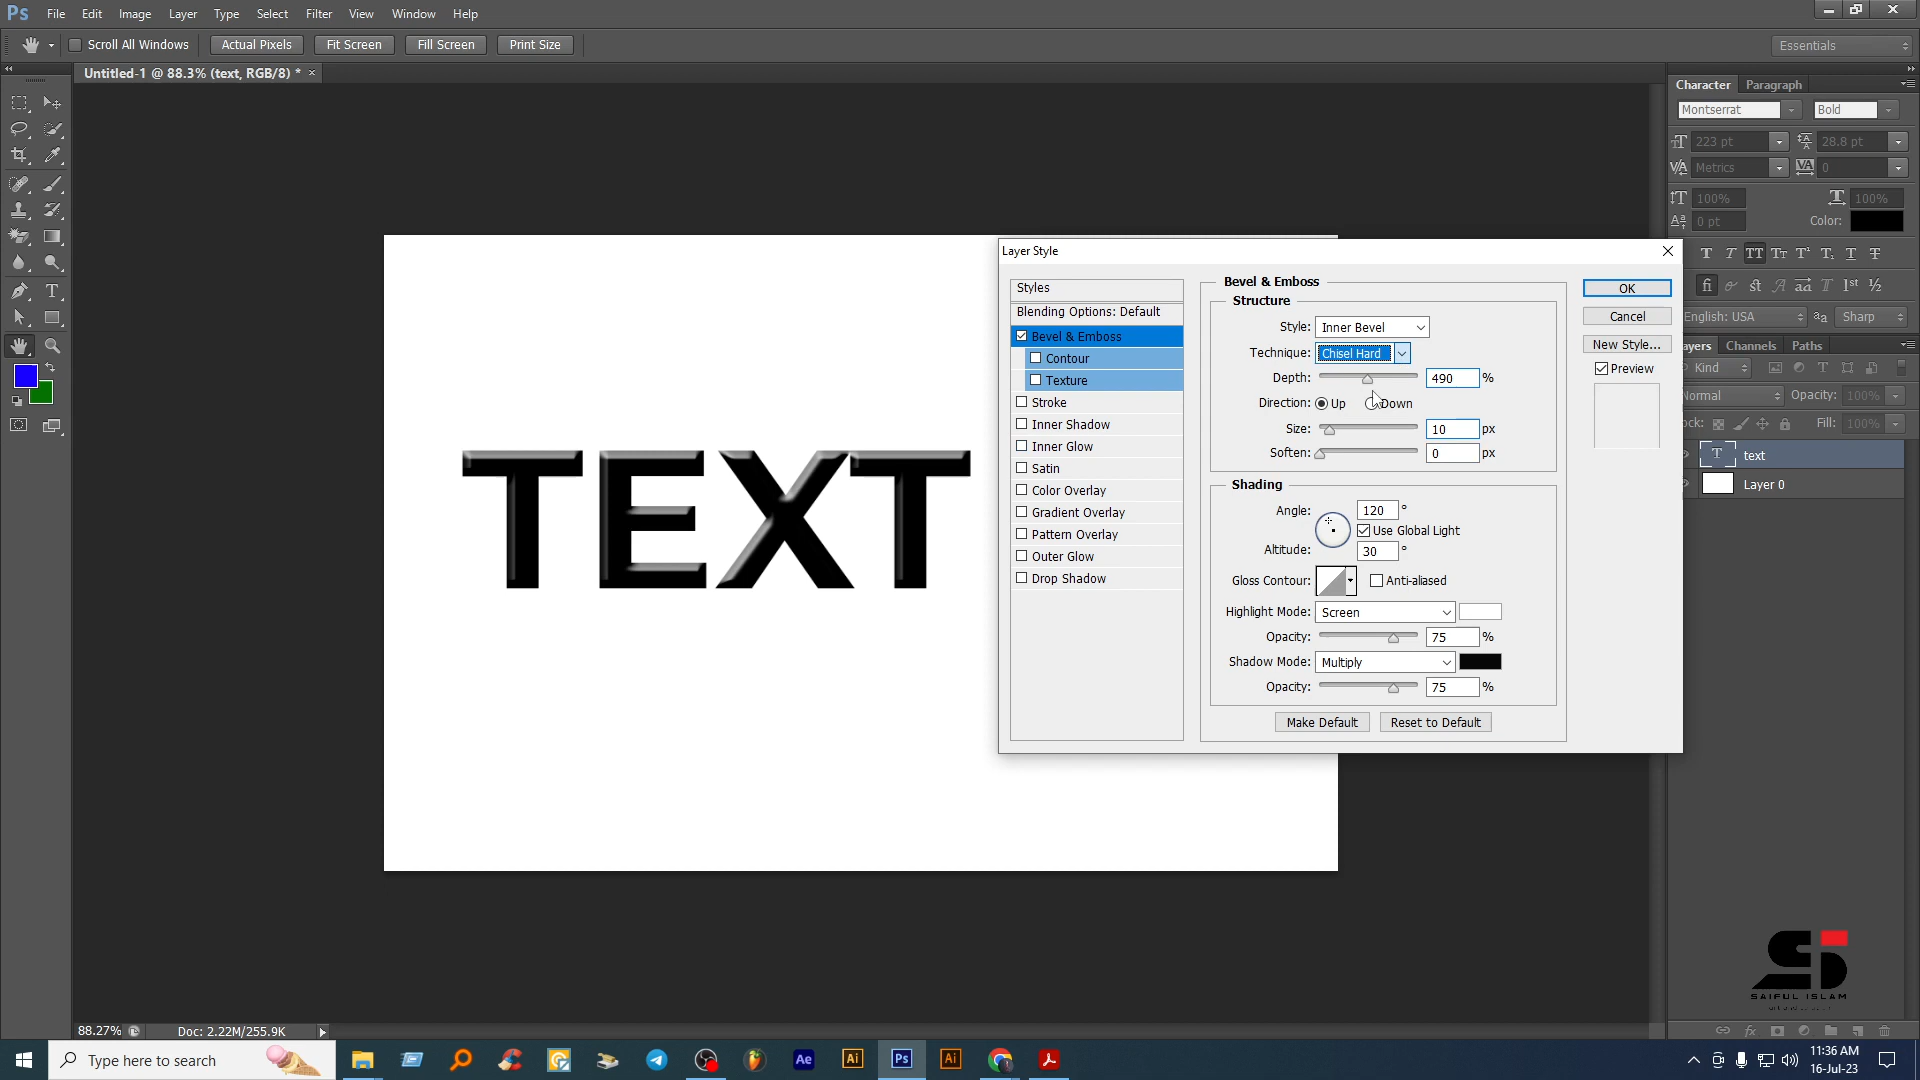 Ps File Edit Image Layer Type Select Filter View Window Help
Scroll All Windows Actual Pixels Fit Screen Fill Screen Print Size Essentials
Untitled-1 @ 88.3% (text, RGB/8) * ×
TEXT
Layer Style
Styles
Blending Options: Default
Bevel & Emboss
Contour
Texture
Stroke
Inner Shadow
Inner Glow
Satin
Color Overlay
Gradient Overlay
Pattern Overlay
Outer Glow
Drop Shadow
Bevel & Emboss
Structure
Style: Inner Bevel
Technique: Chisel Hard
Depth: 490 %
Direction: Up Down
Size: 10 px
Soften: 0 px
Shading
Angle: 120 °
Use Global Light
Altitude: 30 °
Gloss Contour: Anti-aliased
Highlight Mode: Screen
Opacity: 75 %
Shadow Mode: Multiply
Opacity: 75 %
Make Default Reset to Default
OK
Cancel
New Style...
Preview
Character Paragraph
Montserrat Bold
223 pt 28.8 pt
Metrics 0
100% 100%
0 pt Color:
English: USA Sharp
ayers Channels Paths
Kind
Normal Opacity: 100%
ock: Fill: 100%
text
Layer 0
SAIFUL ISLAM
88.27% Doc: 2.22M/255.9K
Type here to search
Ae Ai Ps Ai
11:36 AM
16-Jul-23